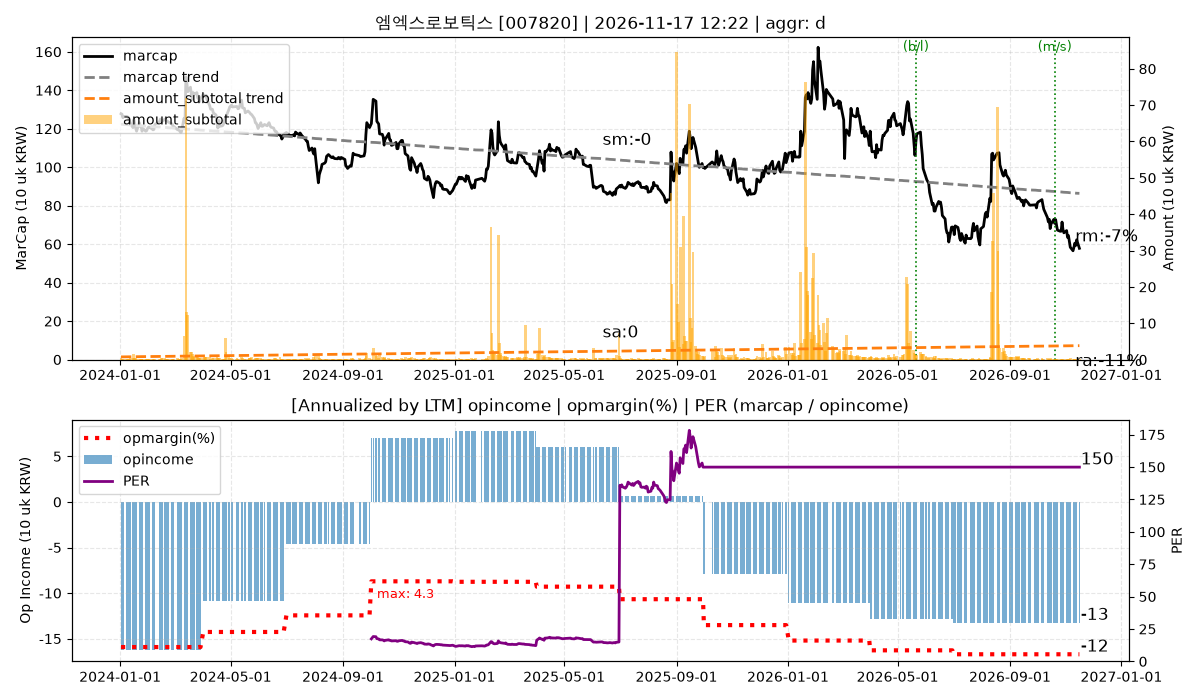 엠엑스로보틱스 [007820] | 2026-11-17 12:22 | aggr: d
(b/l)
(m/s)
160
140
120
100
80
60
40
20
0
MarCap (10 uk KRW)
marcap
marcap trend
amount_subtotal trend
amount_subtotal
sm:-0
sa:0
rm:-7%
ra:-11%
80
70
60
50
40
30
20
10
0
Amount (10 uk KRW)
2024-01-01
2024-05-01
2024-09-01
2025-01-01
2025-05-01
2025-09-01
2026-01-01
2026-05-01
2026-09-01
2027-01-01
[Annualized by LTM] opincome | opmargin(%) | PER (marcap / opincome)
opmargin(%)
opincome
PER
5
0
-5
-10
-15
Op Income (10 uk KRW)
max: 4.3
150
-13
-12
175
150
125
100
75
50
25
0
PER
2024-01-01
2024-05-01
2024-09-01
2025-01-01
2025-05-01
2025-09-01
2026-01-01
2026-05-01
2026-09-01
2027-01-01